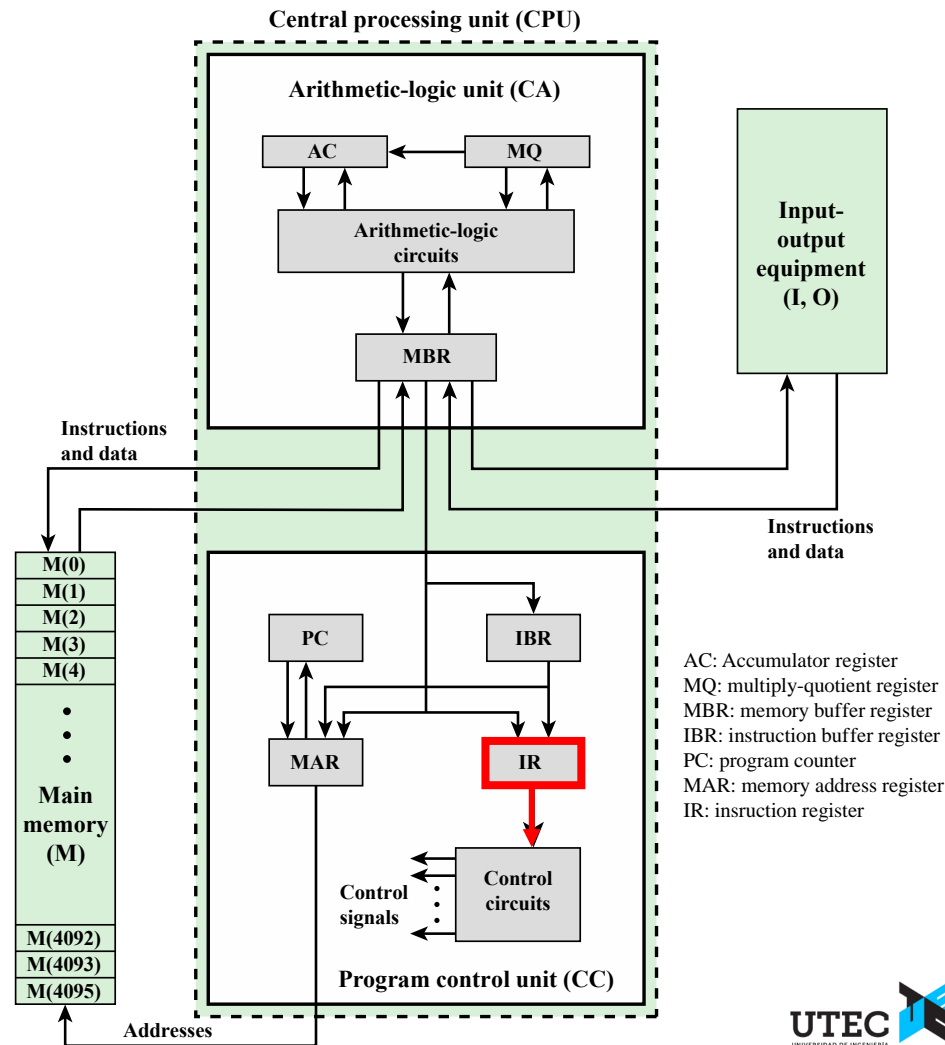 Central processing unit (CPU)
Arithmetic-logic unit (CA)
AC
MQ
Arithmetic-logic
circuits
MBR
Input-
output
equipment
(I, O)
Instructions
and data
Instructions
and data
M(0)
M(1)
M(2)
M(3)
M(4)
Main
memory
(M)
M(4092)
M(4093)
M(4095)
PC
IBR
MAR
IR
Control
signals
Control
circuits
Program control unit (CC)
Addresses
AC: Accumulator register
MQ: multiply-quotient register
MBR: memory buffer register
IBR: instruction buffer register
PC: program counter
MAR: memory address register
IR: insruction register
UTEC
UNIVERSIDAD DE INGENIERÍA